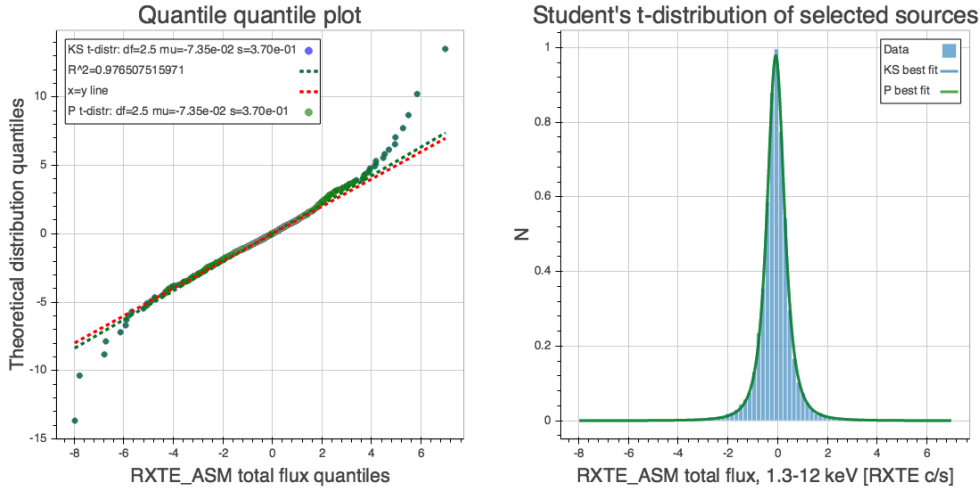 Quantile quantile plot
KS t-distr: df=2.5 mu=-7.35e-02 s=3.70e-01
R^2=0.976507515971
x=y line
P t-distr: df=2.5 mu=-7.35e-02 s=3.70e-01
Theoretical distribution quantiles
10
5
0
-5
-10
-15
-8 -6 -4 -2 0 2 4 6
RXTE_ASM total flux quantiles
Student's t-distribution of selected sources
Data
KS best fit
P best fit
N
1
0.8
0.6
0.4
0.2
0
-8 -6 -4 -2 0 2 4 6
RXTE_ASM total flux, 1.3-12 keV [RXTE c/s]